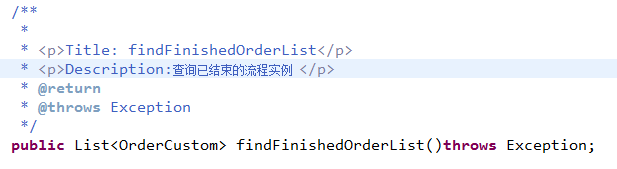 /**
 *
 * <p>Title: findFinishedOrderList</p>
 * <p>Description:查询已结束的流程实例 </p>
 * @return
 * @throws Exception
 */
public List<OrderCustom> findFinishedOrderList()throws Exception;